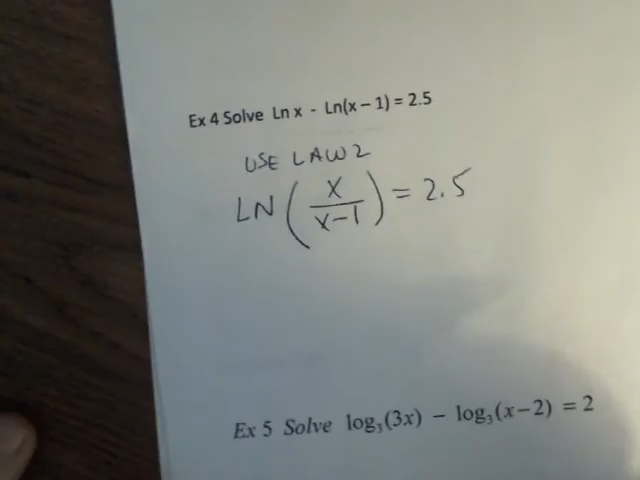 Ex 4 Solve Ln x - Ln(x – 1) = 2.5
USE LAW 2
LN (x/(x-1)) = 2.5
Ex 5 Solve log₃(3x) − log₃(x−2) = 2